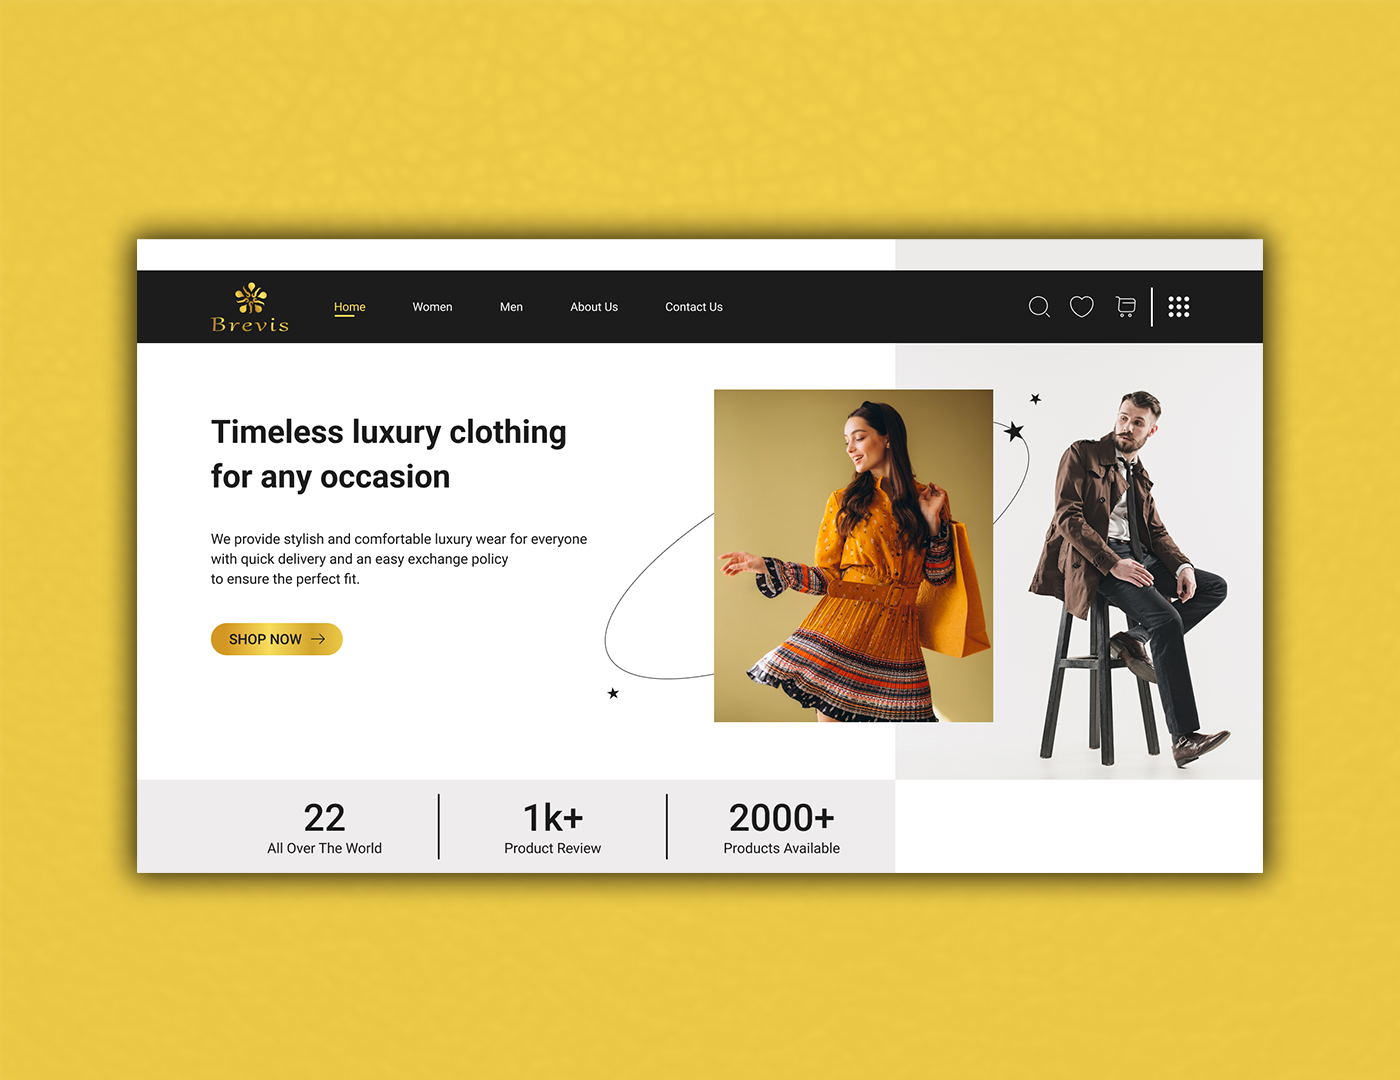 Brevis
Home
Women
Men
About Us
Contact Us
Timeless luxury clothing
for any occasion
We provide stylish and comfortable luxury wear for everyone
with quick delivery and an easy exchange policy
to ensure the perfect fit.
SHOP NOW
22
All Over The World
1k+
Product Review
2000+
Products Available